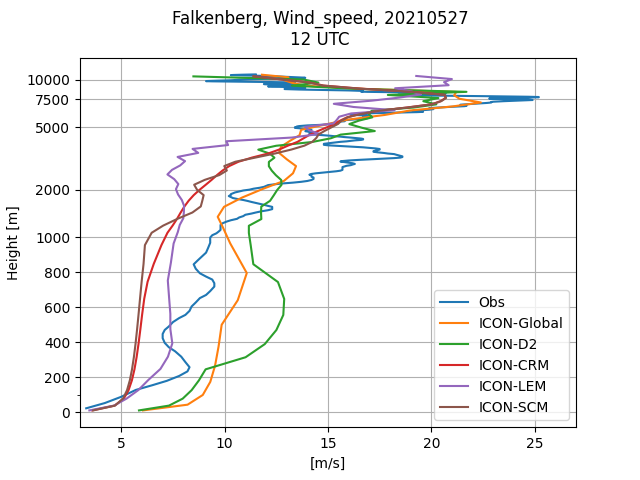 Falkenberg, Wind_speed, 20210527
12 UTC
10000
7500
5000
2000
1000
800
600
400
200
0
Height [m]
5
10
15
20
25
[m/s]
Obs
ICON-Global
ICON-D2
ICON-CRM
ICON-LEM
ICON-SCM